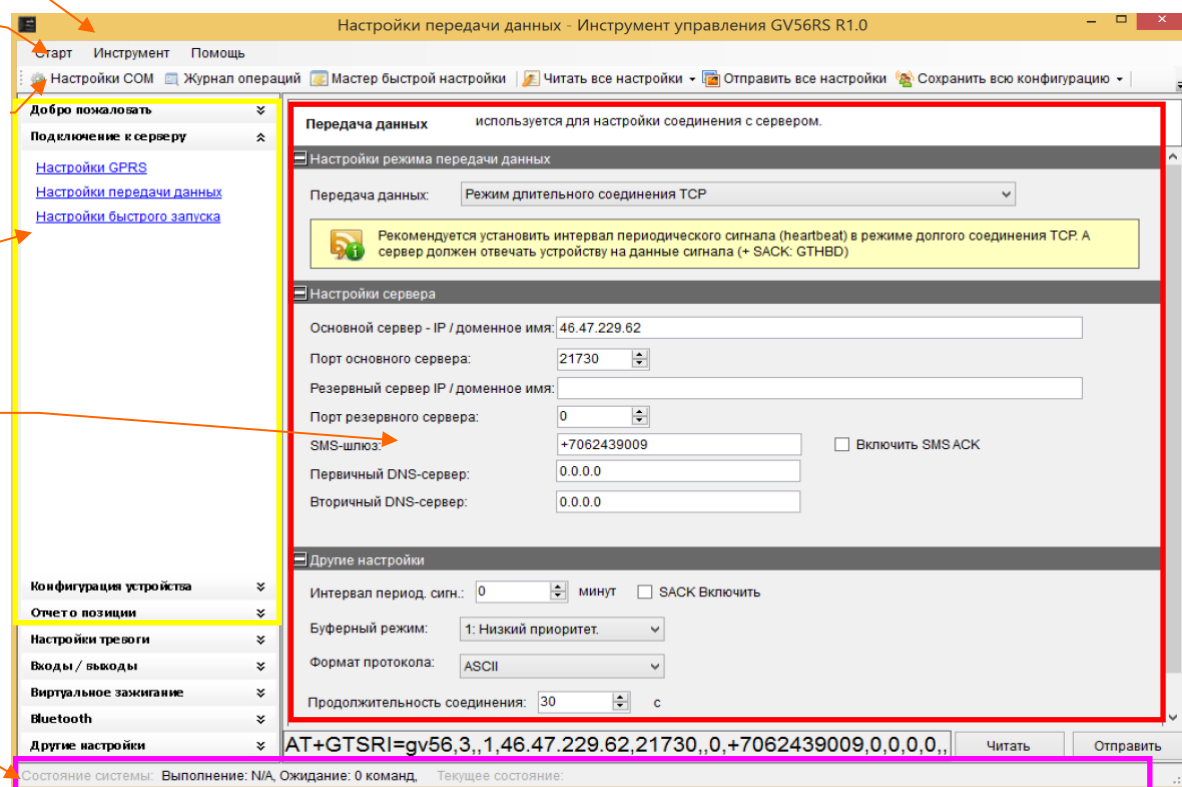 Настройки передачи данных - Инструмент управления GV56RS R1.0
Старт Инструмент Помощь
Настройки COM Журнал операций Мастер быстрой настройки Читать все настройки Отправить все настройки Сохранить всю конфигурацию
Добро пожаловать
Подключение к серверу
Настройки GPRS
Настройки передачи данных
Настройки быстрого запуска
Конфигурация устройства
Отчет о позиции
Настройки тревоги
Входы / выходы
Виртуальное зажигание
Bluetooth
Другие настройки
Передача данных используется для настройки соединения с сервером.
Настройки режима передачи данных
Передача данных: Режим длительного соединения TCP
Рекомендуется установить интервал периодического сигнала (heartbeat) в режиме долгого соединения TCP. А
сервер должен отвечать устройству на данные сигнала (+ SACK: GTHBD)
Настройки сервера
Основной сервер - IP / доменное имя: 46.47.229.62
Порт основного сервера: 21730
Резервный сервер IP / доменное имя:
Порт резервного сервера: 0
SMS-шлюз: +7062439009 Включить SMS ACK
Первичный DNS-сервер: 0.0.0.0
Вторичный DNS-сервер: 0.0.0.0
Другие настройки
Интервал период. сигн.: 0 минут SACK Включить
Буферный режим: 1: Низкий приоритет.
Формат протокола: ASCII
Продолжительность соединения: 30 с
AT+GTSRI=gv56,3,,1,46.47.229.62,21730,,0,+7062439009,0,0,0,0,, Читать Отправить
Состояние системы: Выполнение: N/A, Ожидание: 0 команд, Текущее состояние: